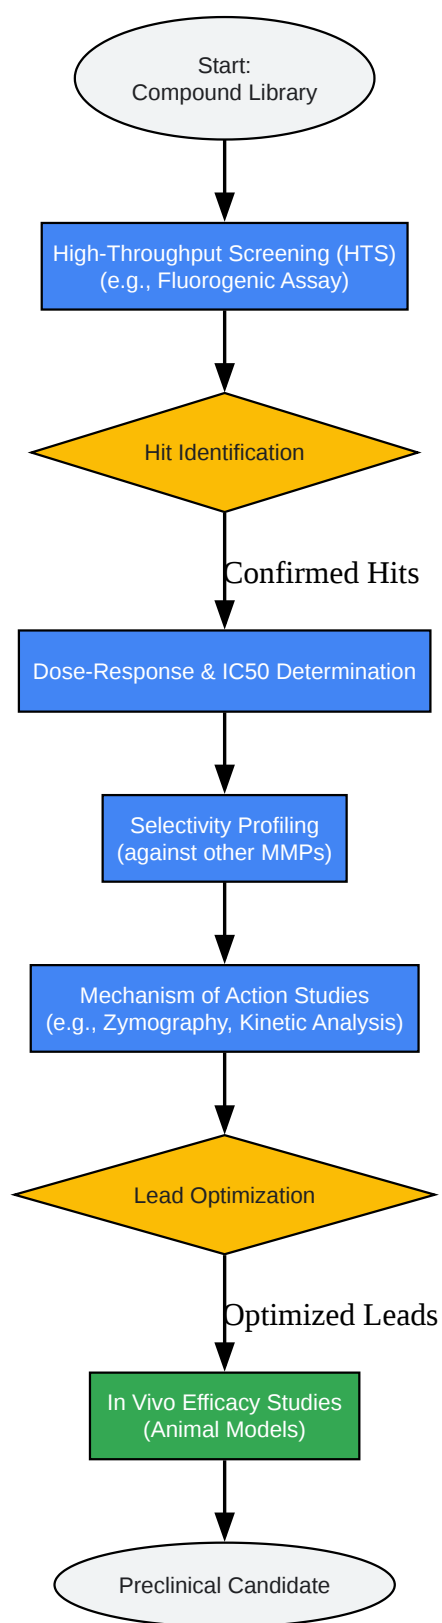 Start:
Compound Library
High-Throughput Screening (HTS)
(e.g., Fluorogenic Assay)
Hit Identification
Confirmed Hits
Dose-Response & IC50 Determination
Selectivity Profiling
(against other MMPs)
Mechanism of Action Studies
(e.g., Zymography, Kinetic Analysis)
Lead Optimization
Optimized Leads
In Vivo Efficacy Studies
(Animal Models)
Preclinical Candidate